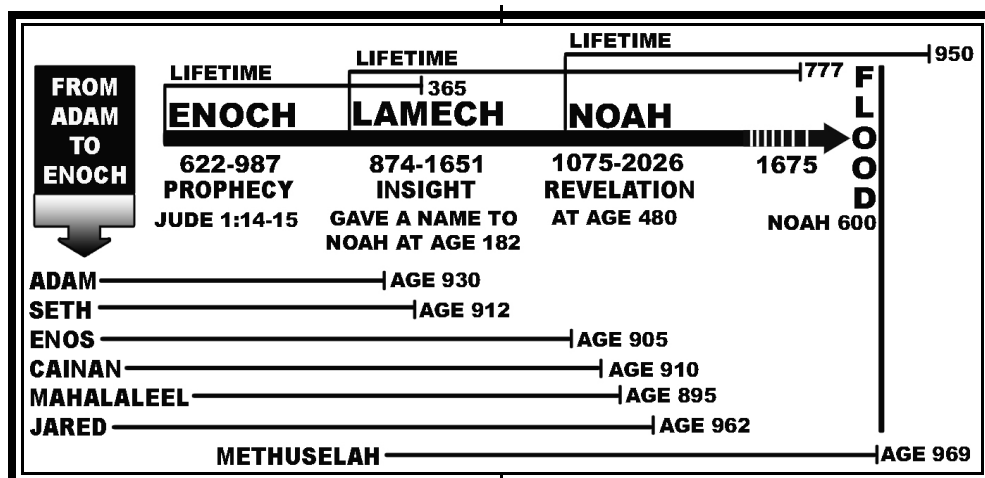 FROM
ADAM
TO
ENOCH
LIFETIME
365
ENOCH
622-987
PROPHECY
JUDE 1:14-15
LIFETIME
777
LAMECH
874-1651
INSIGHT
GAVE A NAME TO
NOAH AT AGE 182
LIFETIME
950
NOAH
1075-2026
REVELATION
AT AGE 480
1675
FLOOD
NOAH 600
ADAM AGE 930
SETH AGE 912
ENOS AGE 905
CAINAN AGE 910
MAHALALEEL AGE 895
JARED AGE 962
METHUSELAH AGE 969